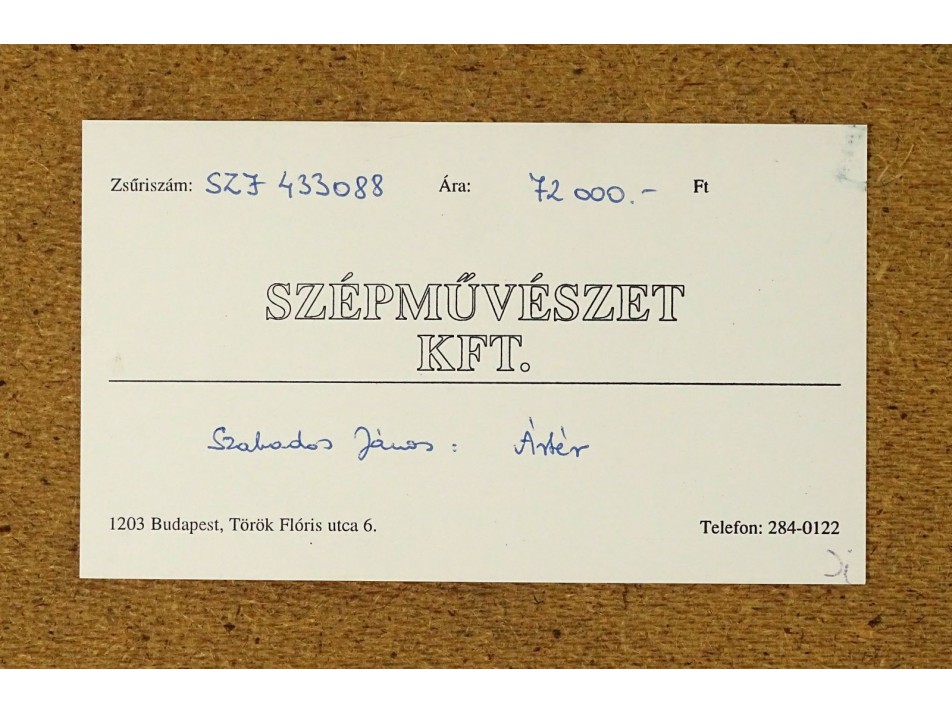 Zsűriszám: SZJ 433088 Ára: 72 000.- Ft
SZÉPMŰVÉSZET
KFT.
Szabados János: Ártér
1203 Budapest, Török Flóris utca 6. Telefon: 284-0122